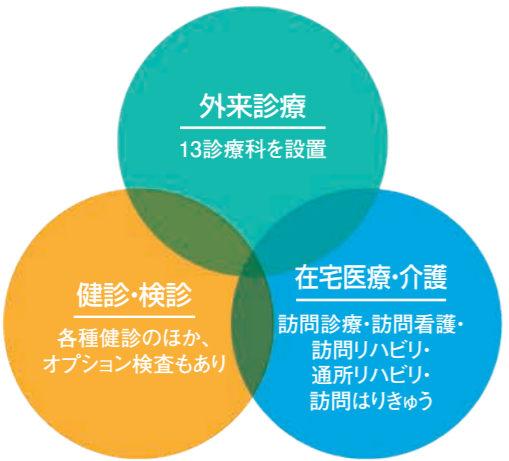 外来診療
13診療科を設置
健診・検診
各種健診のほか、
オプション検査もあり
在宅医療・介護
訪問診療・訪問看護・
訪問リハビリ・
通所リハビリ・
訪問はりきゅう